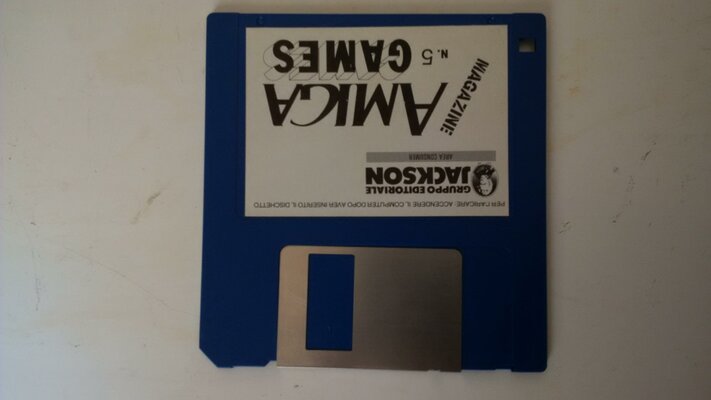 PER CARICARE: ACCENDERE IL COMPUTER DOPO AVER INSERITO IL DISCHETTO
GRUPPO EDITORIALE
JACKSON
AREA CONSUMER
AMIGA
MAGAZINE
N. 5 GAMES